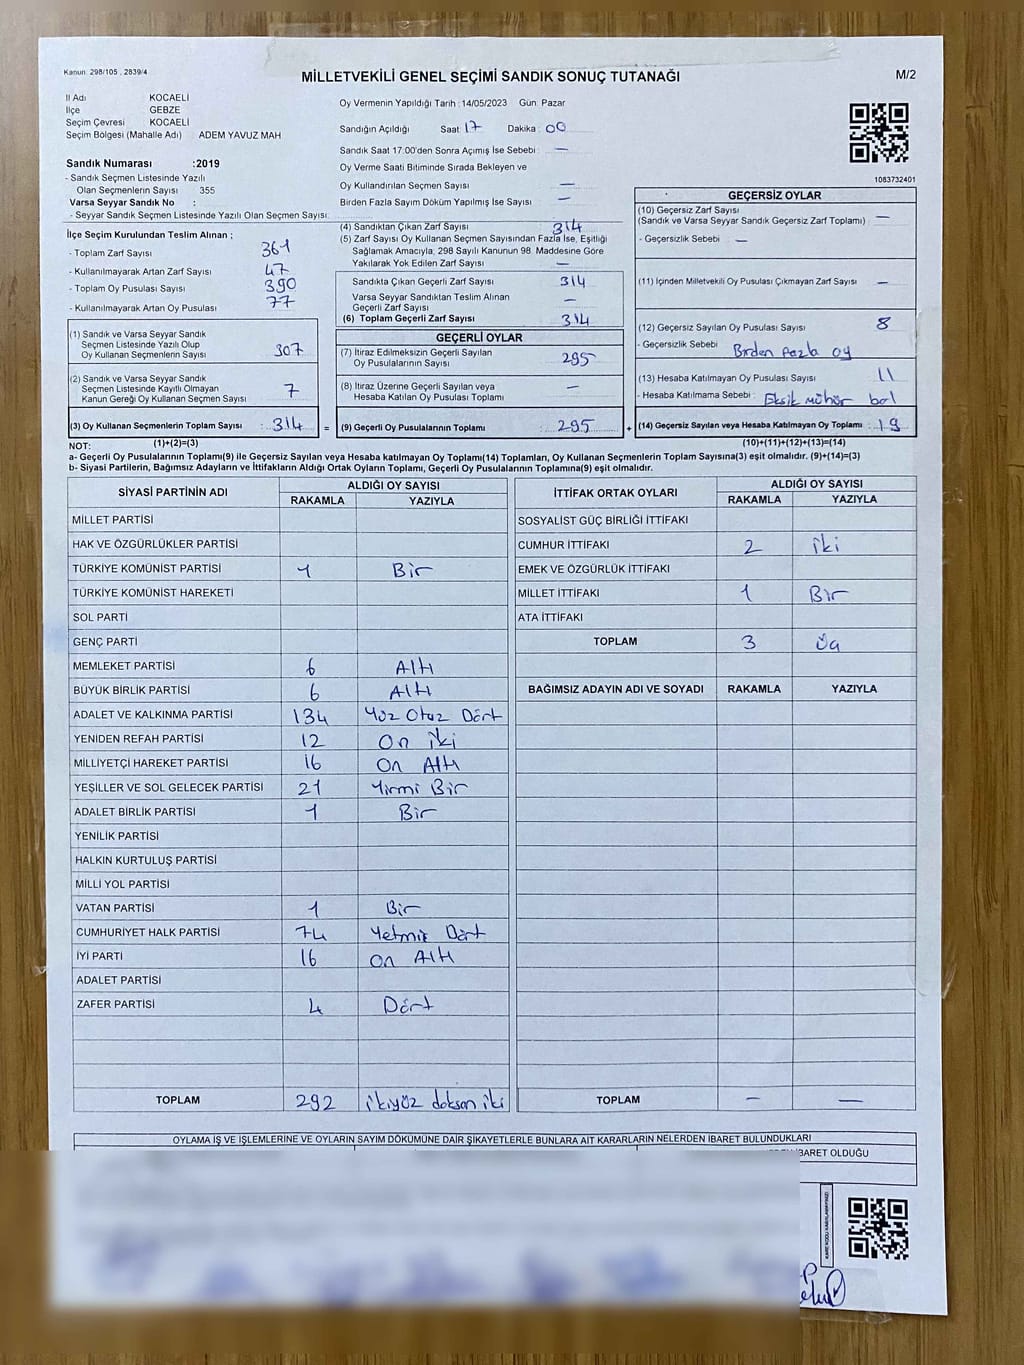 Kanun: 298/105 , 2839/4
MİLLETVEKİLİ GENEL SEÇİMİ SANDIK SONUÇ TUTANAĞI
M/2
İl Adı KOCAELİ
İlçe GEBZE
Seçim Çevresi KOCAELİ
Seçim Bölgesi (Mahalle Adı) ADEM YAVUZ MAH
Sandık Numarası :2019
- Sandık Seçmen Listesinde Yazılı
Olan Seçmenlerin Sayısı 355
Varsa Seyyar Sandık No :
- Seyyar Sandık Seçmen Listesinde Yazılı Olan Seçmen Sayısı:
Oy Vermenin Yapıldığı Tarih : 14/05/2023 Gün: Pazar
Sandığın Açıldığı Saat : 17 Dakika : 00
Sandık Saat 17:00'den Sonra Açımış İse Sebebi : —
Oy Verme Saati Bitiminde Sırada Bekleyen ve
Oy Kullandırılan Seçmen Sayısı —
Birden Fazla Sayım Döküm Yapılmış İse Sayısı —
1083732401
İlçe Seçim Kurulundan Teslim Alınan ;
- Toplam Zarf Sayısı 361
- Kullanılmayarak Artan Zarf Sayısı 47
- Toplam Oy Pusulası Sayısı 390
- Kullanılmayarak Artan Oy Pusulası 77
(1) Sandık ve Varsa Seyyar Sandık
Seçmen Listesinde Yazılı Olup
Oy Kullanan Seçmenlerin Sayısı 307
(2) Sandık ve Varsa Seyyar Sandık
Seçmen Listesinde Kayıtlı Olmayan
Kanun Gereği Oy Kullanan Seçmen Sayısı 7
(3) Oy Kullanan Seçmenlerin Toplam Sayısı : 314 =
(4) Sandıktan Çıkan Zarf Sayısı 314
(5) Zarf Sayısı Oy Kullanan Seçmen Sayısından Fazla İse, Eşitliği
Sağlamak Amacıyla, 298 Sayılı Kanunun 98. Maddesine Göre
Yakılarak Yok Edilen Zarf Sayısı —
Sandıkta Çıkan Geçerli Zarf Sayısı 314
Varsa Seyyar Sandıktan Teslim Alınan
Geçerli Zarf Sayısı —
(6) Toplam Geçerli Zarf Sayısı 314
GEÇERLİ OYLAR
(7) İtiraz Edilmeksizin Geçerli Sayılan
Oy Pusulalarının Sayısı 295
(8) İtiraz Üzerine Geçerli Sayılan veya
Hesaba Katılan Oy Pusulası Toplamı —
(9) Geçerli Oy Pusulalarının Toplamı 295 +
GEÇERSİZ OYLAR
(10) Geçersiz Zarf Sayısı
(Sandık ve Varsa Seyyar Sandık Geçersiz Zarf Toplamı) —
- Geçersizlik Sebebi : —
(11) İçinden Milletvekili Oy Pusulası Çıkmayan Zarf Sayısı —
(12) Geçersiz Sayılan Oy Pusulası Sayısı 8
- Geçersizlik Sebebi : Birden fazla oy
(13) Hesaba Katılmayan Oy Pusulası Sayısı 11
- Hesaba Katılmama Sebebi : Eksik mühür
(14) Geçersiz Sayılan veya Hesaba Katılmayan Oy Toplamı : 19
NOT: (1)+(2)=(3) (10)+(11)+(12)+(13)=(14)
a- Geçerli Oy Pusulalarının Toplamı(9) ile Geçersiz Sayılan veya Hesaba katılmayan Oy Toplamı(14) Toplamları, Oy Kullanan Seçmenlerin Toplam Sayısına(3) eşit olmalıdır. (9)+(14)=(3)
b- Siyasi Partilerin, Bağımsız Adayların ve İttifakların Aldığı Ortak Oyların Toplamı, Geçerli Oy Pusulalarının Toplamına(9) eşit olmalıdır.
SİYASİ PARTİNİN ADI ALDIĞI OY SAYISI
RAKAMLA YAZIYLA
MİLLET PARTİSİ
HAK VE ÖZGÜRLÜKLER PARTİSİ
TÜRKİYE KOMÜNİST PARTİSİ 1 Bir
TÜRKİYE KOMÜNİST HAREKETİ
SOL PARTİ
GENÇ PARTİ
MEMLEKET PARTİSİ 6 Altı
BÜYÜK BİRLİK PARTİSİ 6 Altı
ADALET VE KALKINMA PARTİSİ 134 Yüz Otuz Dört
YENİDEN REFAH PARTİSİ 12 On iki
MİLLİYETÇİ HAREKET PARTİSİ 16 On Altı
YEŞİLLER VE SOL GELECEK PARTİSİ 21 Yirmi Bir
ADALET BİRLİK PARTİSİ 1 Bir
YENİLİK PARTİSİ
HALKIN KURTULUŞ PARTİSİ
MİLLİ YOL PARTİSİ
VATAN PARTİSİ 1 Bir
CUMHURİYET HALK PARTİSİ 74 Yetmiş Dört
İYİ PARTİ 16 On Altı
ADALET PARTİSİ
ZAFER PARTİSİ 4 Dört
TOPLAM 292 ikiyüz doksan iki
İTTİFAK ORTAK OYLARI ALDIĞI OY SAYISI
RAKAMLA YAZIYLA
SOSYALİST GÜÇ BİRLİĞİ İTTİFAKI
CUMHUR İTTİFAKI 2 iki
EMEK VE ÖZGÜRLÜK İTTİFAKI
MİLLET İTTİFAKI 1 Bir
ATA İTTİFAKI
TOPLAM 3 Üç
BAĞIMSIZ ADAYIN ADI VE SOYADI RAKAMLA YAZIYLA
TOPLAM — —
OYLAMA İŞ VE İŞLEMLERİNE VE OYLARIN SAYIM DÖKÜMÜNE DAİR ŞİKAYETLERLE BUNLARA AİT KARARLARIN NELERDEN İBARET BULUNDUKLARI
İBARET OLDUĞU